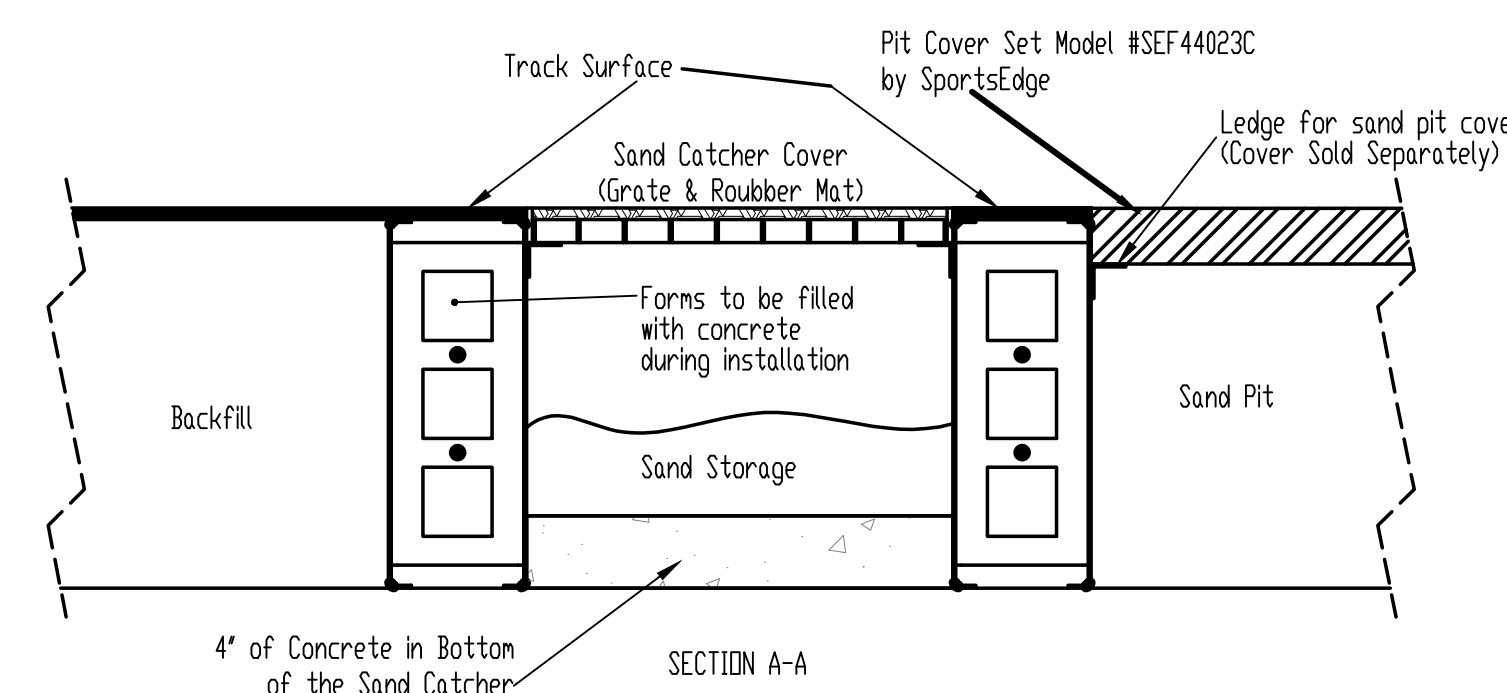 Pit Cover Set Model #SEF44023C
by SportsEdge
Track Surface
Ledge for sand pit cove
(Cover Sold Separately)
Sand Catcher Cover
(Grate & Roubber Mat)
Forms to be filled
with concrete
during installation
Backfill
Sand Pit
Sand Storage
4" of Concrete in Bottom
of the Sand Catcher
SECTION A-A